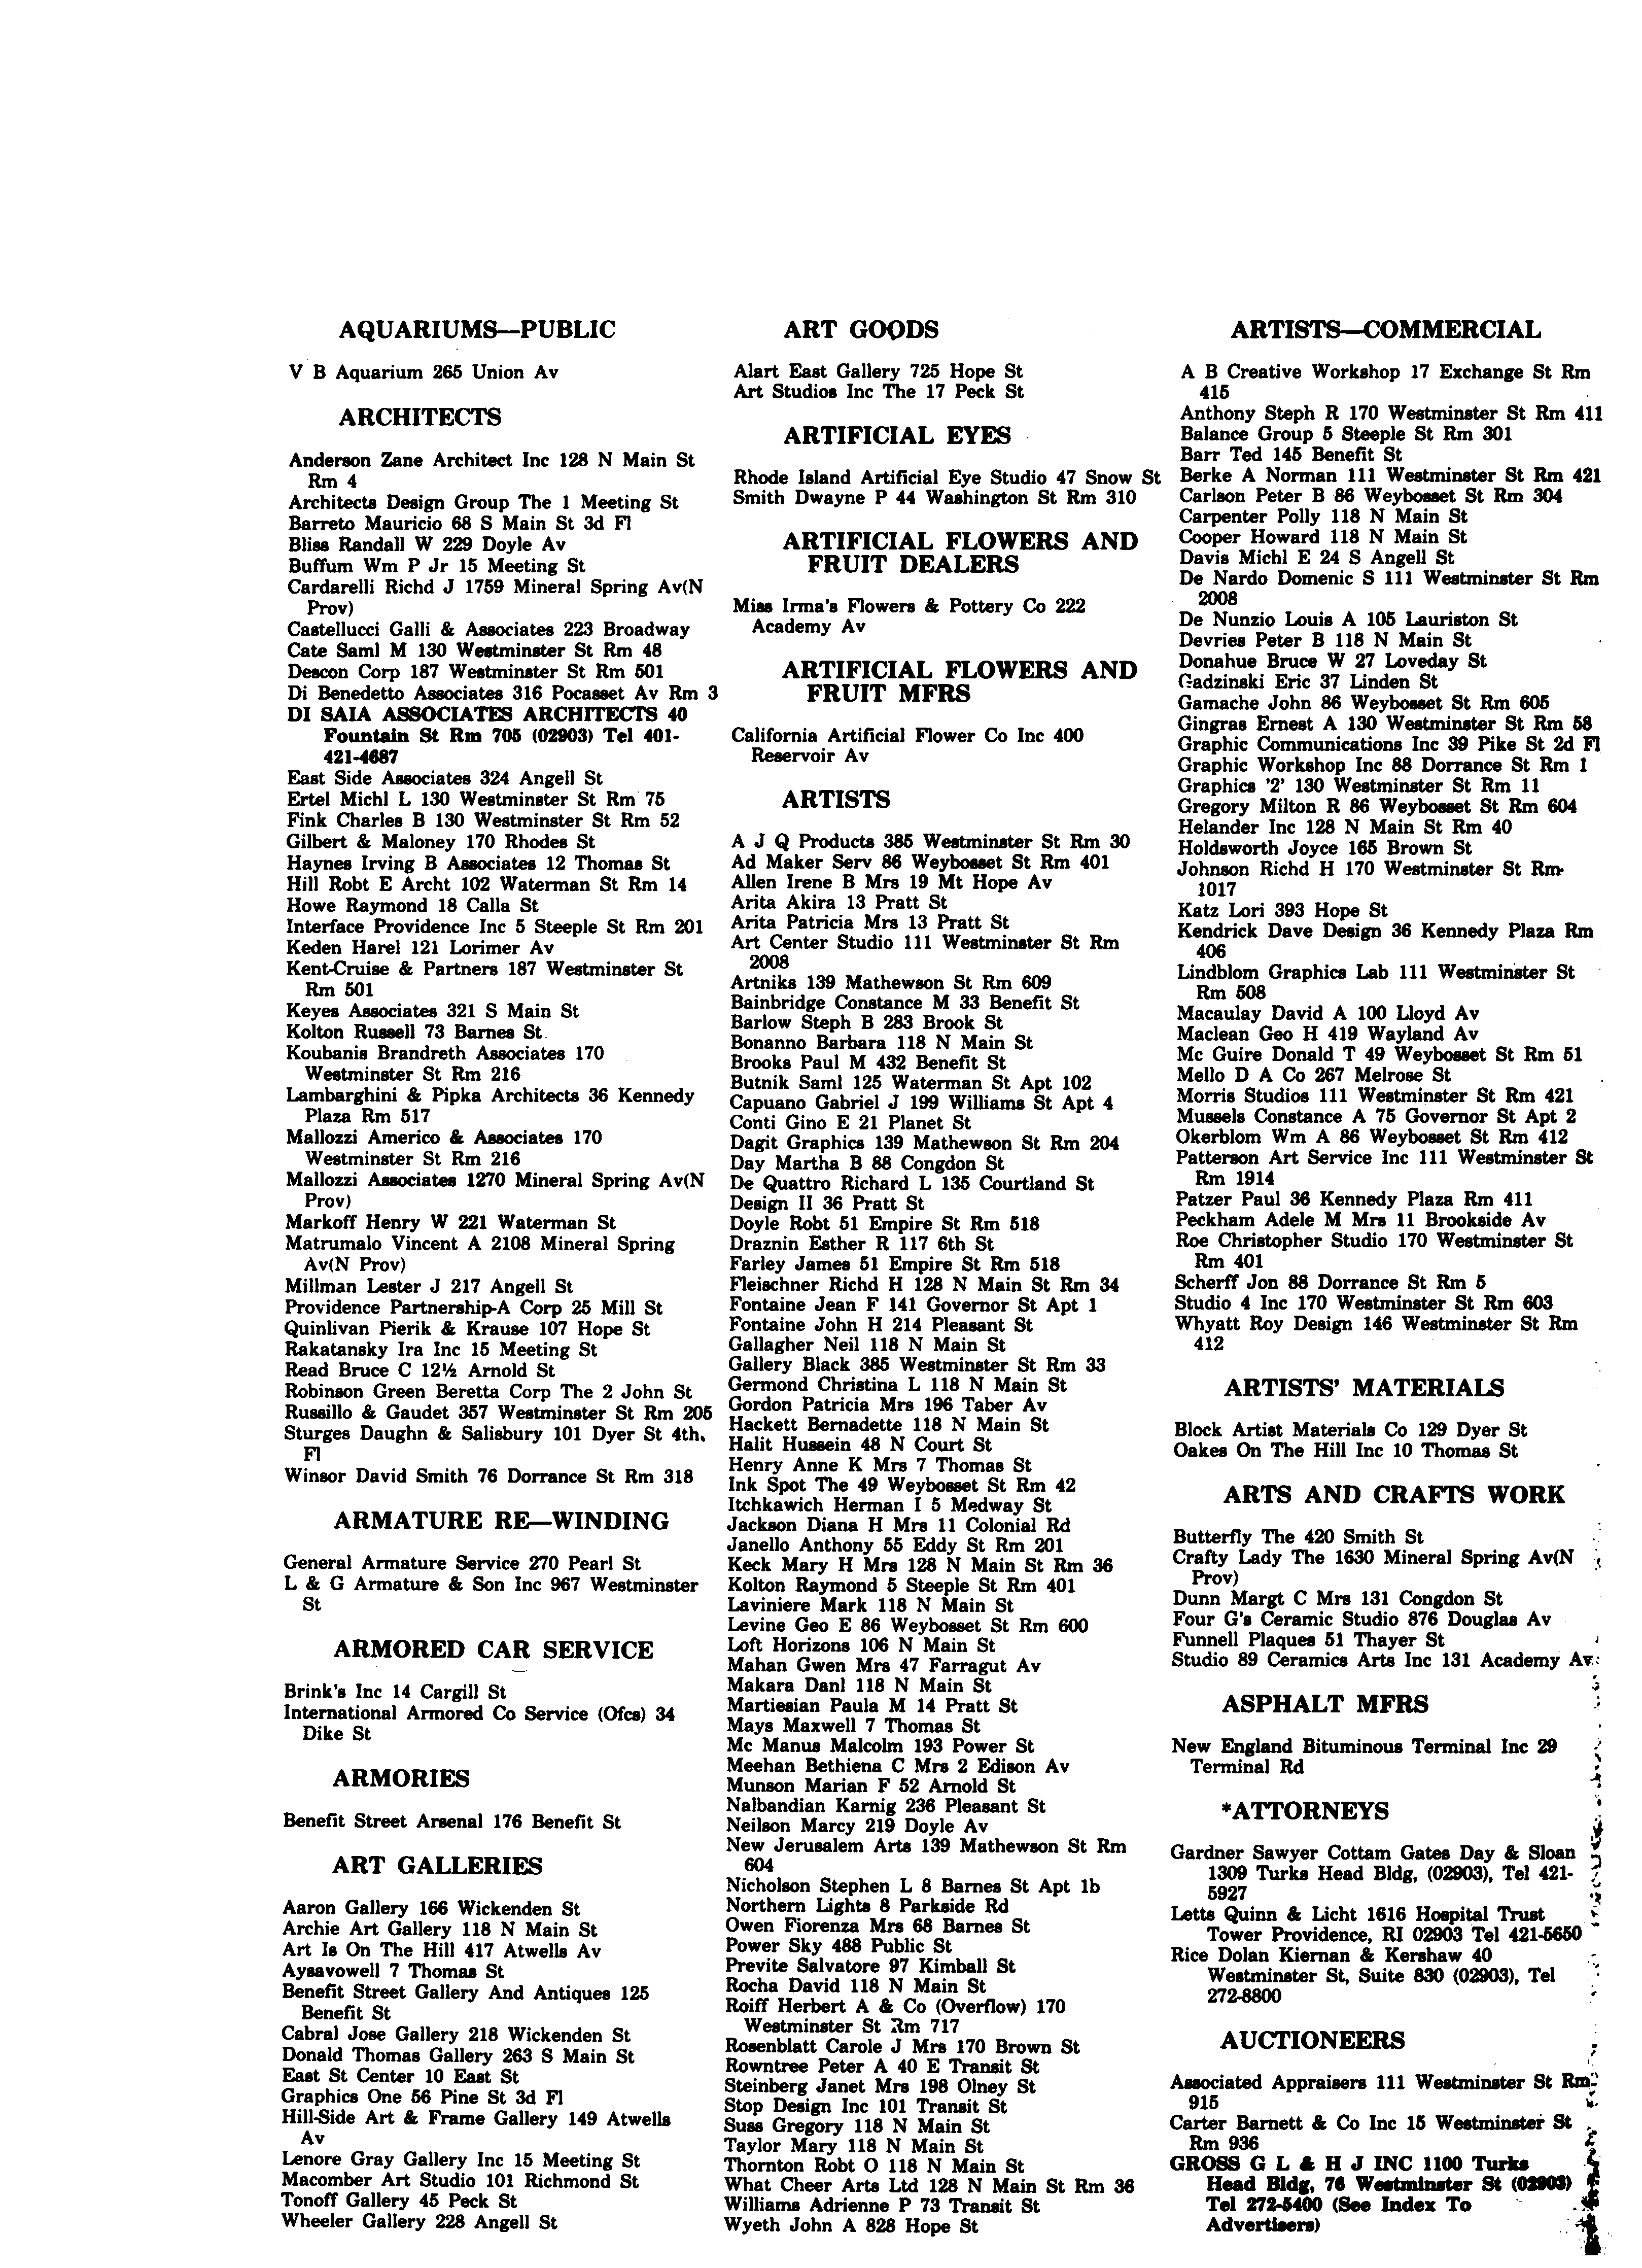 AQUARIUMS—PUBLIC
V B Aquarium 265 Union Av
ARCHITECTS
Anderson Zane Architect Inc 128 N Main St
Rm 4
Architects Design Group The 1 Meeting St
Barreto Mauricio 68 S Main St 3d Fl
Bliss Randall W 229 Doyle Av
Buffum Wm P Jr 15 Meeting St
Cardarelli Richd J 1759 Mineral Spring Av(N
Prov)
Castellucci Galli & Associates 223 Broadway
Cate Saml M 130 Westminster St Rm 48
Descon Corp 187 Westminster St Rm 501
Di Benedetto Associates 316 Pocasset Av Rm 3
DI SAIA ASSOCIATES ARCHITECTS 40
Fountain St Rm 705 (02903) Tel 401-
421-4687
East Side Associates 324 Angell St
Ertel Michl L 130 Westminster St Rm 75
Fink Charles B 130 Westminster St Rm 52
Gilbert & Maloney 170 Rhodes St
Haynes Irving B Associates 12 Thomas St
Hill Robt E Archt 102 Waterman St Rm 14
Howe Raymond 18 Calla St
Interface Providence Inc 5 Steeple St Rm 201
Keden Harel 121 Lorimer Av
Kent-Cruise & Partners 187 Westminster St
Rm 501
Keyes Associates 321 S Main St
Kolton Russell 73 Barnes St
Koubanis Brandreth Associates 170
Westminster St Rm 216
Lambarghini & Pipka Architects 36 Kennedy
Plaza Rm 517
Mallozzi Americo & Associates 170
Westminster St Rm 216
Mallozzi Associates 1270 Mineral Spring Av(N
Prov)
Markoff Henry W 221 Waterman St
Matrumalo Vincent A 2108 Mineral Spring
Av(N Prov)
Millman Lester J 217 Angell St
Providence Partnership-A Corp 25 Mill St
Quinlivan Pierik & Krause 107 Hope St
Rakatansky Ira Inc 15 Meeting St
Read Bruce C 12½ Arnold St
Robinson Green Beretta Corp The 2 John St
Russillo & Gaudet 357 Westminster St Rm 205
Sturges Daughn & Salisbury 101 Dyer St 4th
Fl
Winsor David Smith 76 Dorrance St Rm 318
ARMATURE RE—WINDING
General Armature Service 270 Pearl St
L & G Armature & Son Inc 967 Westminster
St
ARMORED CAR SERVICE
Brink's Inc 14 Cargill St
International Armored Co Service (Ofcs) 34
Dike St
ARMORIES
Benefit Street Arsenal 176 Benefit St
ART GALLERIES
Aaron Gallery 166 Wickenden St
Archie Art Gallery 118 N Main St
Art Is On The Hill 417 Atwells Av
Aysavowell 7 Thomas St
Benefit Street Gallery And Antiques 125
Benefit St
Cabral Jose Gallery 218 Wickenden St
Donald Thomas Gallery 263 S Main St
East St Center 10 East St
Graphics One 56 Pine St 3d Fl
Hill-Side Art & Frame Gallery 149 Atwells
Av
Lenore Gray Gallery Inc 15 Meeting St
Macomber Art Studio 101 Richmond St
Tonoff Gallery 45 Peck St
Wheeler Gallery 228 Angell St
ART GOODS
Alart East Gallery 725 Hope St
Art Studios Inc The 17 Peck St
ARTIFICIAL EYES
Rhode Island Artificial Eye Studio 47 Snow St
Smith Dwayne P 44 Washington St Rm 310
ARTIFICIAL FLOWERS AND
FRUIT DEALERS
Miss Irma's Flowers & Pottery Co 222
Academy Av
ARTIFICIAL FLOWERS AND
FRUIT MFRS
California Artificial Flower Co Inc 400
Reservoir Av
ARTISTS
A J Q Products 385 Westminster St Rm 30
Ad Maker Serv 86 Weybosset St Rm 401
Allen Irene B Mrs 19 Mt Hope Av
Arita Akira 13 Pratt St
Arita Patricia Mrs 13 Pratt St
Art Center Studio 111 Westminster St Rm
2008
Artniks 139 Mathewson St Rm 609
Bainbridge Constance M 33 Benefit St
Barlow Steph B 283 Brook St
Bonanno Barbara 118 N Main St
Brooks Paul M 432 Benefit St
Butnik Saml 125 Waterman St Apt 102
Capuano Gabriel J 199 Williams St Apt 4
Conti Gino E 21 Planet St
Dagit Graphics 139 Mathewson St Rm 204
Day Martha B 88 Congdon St
De Quattro Richard L 135 Courtland St
Design II 36 Pratt St
Doyle Robt 51 Empire St Rm 518
Draznin Esther R 117 6th St
Farley James 51 Empire St Rm 518
Fleischner Richd H 128 N Main St Rm 34
Fontaine Jean F 141 Governor St Apt 1
Fontaine John H 214 Pleasant St
Gallagher Neil 118 N Main St
Gallery Black 385 Westminster St Rm 33
Germond Christina L 118 N Main St
Gordon Patricia Mrs 196 Taber Av
Hackett Bernadette 118 N Main St
Halit Hussein 48 N Court St
Henry Anne K Mrs 7 Thomas St
Ink Spot The 49 Weybosset St Rm 42
Itchkawich Herman I 5 Medway St
Jackson Diana H Mrs 11 Colonial Rd
Janello Anthony 55 Eddy St Rm 201
Keck Mary H Mrs 128 N Main St Rm 36
Kolton Raymond 5 Steeple St Rm 401
Laviniere Mark 118 N Main St
Levine Geo E 86 Weybosset St Rm 600
Loft Horizons 106 N Main St
Mahan Gwen Mrs 47 Farragut Av
Makara Danl 118 N Main St
Martiesian Paula M 14 Pratt St
Mays Maxwell 7 Thomas St
Mc Manus Malcolm 193 Power St
Meehan Bethiena C Mrs 2 Edison Av
Munson Marian F 52 Arnold St
Nalbandian Karnig 236 Pleasant St
Neilson Marcy 219 Doyle Av
New Jerusalem Arts 139 Mathewson St Rm
604
Nicholson Stephen L 8 Barnes St Apt 1b
Northern Lights 8 Parkside Rd
Owen Fiorenza Mrs 68 Barnes St
Power Sky 488 Public St
Previte Salvatore 97 Kimball St
Rocha David 118 N Main St
Roiff Herbert A & Co (Overflow) 170
Westminster St Rm 717
Rosenblatt Carole J Mrs 170 Brown St
Rowntree Peter A 40 E Transit St
Steinberg Janet Mrs 198 Olney St
Stop Design Inc 101 Transit St
Suss Gregory 118 N Main St
Taylor Mary 118 N Main St
Thornton Robt O 118 N Main St
What Cheer Arts Ltd 128 N Main St Rm 36
Williams Adrienne P 73 Transit St
Wyeth John A 828 Hope St
ARTISTS—COMMERCIAL
A B Creative Workshop 17 Exchange St Rm
415
Anthony Steph R 170 Westminster St Rm 411
Balance Group 5 Steeple St Rm 301
Barr Ted 145 Benefit St
Berke A Norman 111 Westminster St Rm 421
Carlson Peter B 86 Weybosset St Rm 304
Carpenter Polly 118 N Main St
Cooper Howard 118 N Main St
Davis Michl E 24 S Angell St
De Nardo Domenic S 111 Westminster St Rm
2008
De Nunzio Louis A 105 Lauriston St
Devries Peter B 118 N Main St
Donahue Bruce W 27 Loveday St
Gadzinski Eric 37 Linden St
Gamache John 86 Weybosset St Rm 605
Gingras Ernest A 130 Westminster St Rm 58
Graphic Communications Inc 39 Pike St 2d Fl
Graphic Workshop Inc 88 Dorrance St Rm 1
Graphics '2' 130 Westminster St Rm 11
Gregory Milton R 86 Weybosset St Rm 604
Helander Inc 128 N Main St Rm 40
Holdsworth Joyce 165 Brown St
Johnson Richd H 170 Westminster St Rm
1017
Katz Lori 393 Hope St
Kendrick Dave Design 36 Kennedy Plaza Rm
406
Lindblom Graphics Lab 111 Westminster St
Rm 508
Macaulay David A 100 Lloyd Av
Maclean Geo H 419 Wayland Av
Mc Guire Donald T 49 Weybosset St Rm 51
Mello D A Co 267 Melrose St
Morris Studios 111 Westminster St Rm 421
Mussels Constance A 75 Governor St Apt 2
Okerblom Wm A 86 Weybosset St Rm 412
Patterson Art Service Inc 111 Westminster St
Rm 1914
Patzer Paul 36 Kennedy Plaza Rm 411
Peckham Adele M Mrs 11 Brookside Av
Roe Christopher Studio 170 Westminster St
Rm 401
Scherff Jon 88 Dorrance St Rm 5
Studio 4 Inc 170 Westminster St Rm 603
Whyatt Roy Design 146 Westminster St Rm
412
ARTISTS' MATERIALS
Block Artist Materials Co 129 Dyer St
Oakes On The Hill Inc 10 Thomas St
ARTS AND CRAFTS WORK
Butterfly The 420 Smith St
Crafty Lady The 1630 Mineral Spring Av(N
Prov)
Dunn Margt C Mrs 131 Congdon St
Four G's Ceramic Studio 876 Douglas Av
Funnell Plaques 51 Thayer St
Studio 89 Ceramics Arts Inc 131 Academy Av
ASPHALT MFRS
New England Bituminous Terminal Inc 29
Terminal Rd
*ATTORNEYS
Gardner Sawyer Cottam Gates Day & Sloan
1309 Turks Head Bldg, (02903), Tel 421-
5927
Letts Quinn & Licht 1616 Hospital Trust
Tower Providence, RI 02903 Tel 421-5650
Rice Dolan Kiernan & Kershaw 40
Westminster St, Suite 830 (02903), Tel
272-8800
AUCTIONEERS
Associated Appraisers 111 Westminster St Rm
915
Carter Barnett & Co Inc 15 Westminster St
Rm 936
GROSS G L & H J INC 1100 Turks
Head Bldg, 76 Westminster St (02903)
Tel 272-5400 (See Index To
Advertisers)